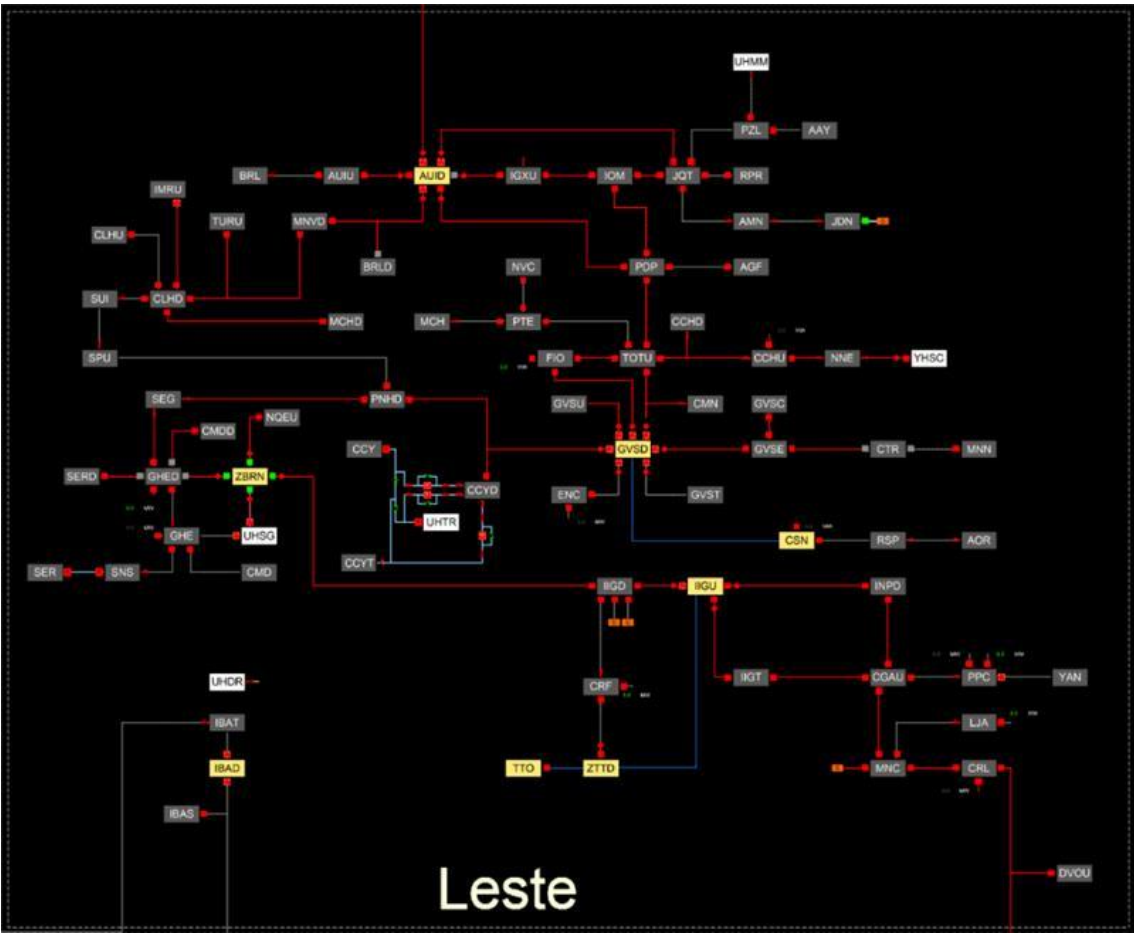 UHMM
PZL AAY
BRL AUIU AUID IGXU IOM JQT RPR
IMRU
TURU MNVD AMN JDN
CLHU
BRLD NVC PDP AGF
SUI CLHD
MCHD MCH PTE CCHD
SPU FIO TOTU CCHU NNE YHSC
SEG PNHD GVSU CMN GVSC
NQEU
CMDD
CCY GVSD GVSE CTR MNN
SERD GHED ZBRN
CCYD ENC GVST
UHTR
GHE UHSG CSN RSP AOR
CCYT
SER SNS CMD
IIGD IIGU INPD
UHDR CRF IIGT CGAU PPC YAN
IBAT LJA
IBAD TTO ZTTD MNC CRL
IBAS
DVOU
Leste